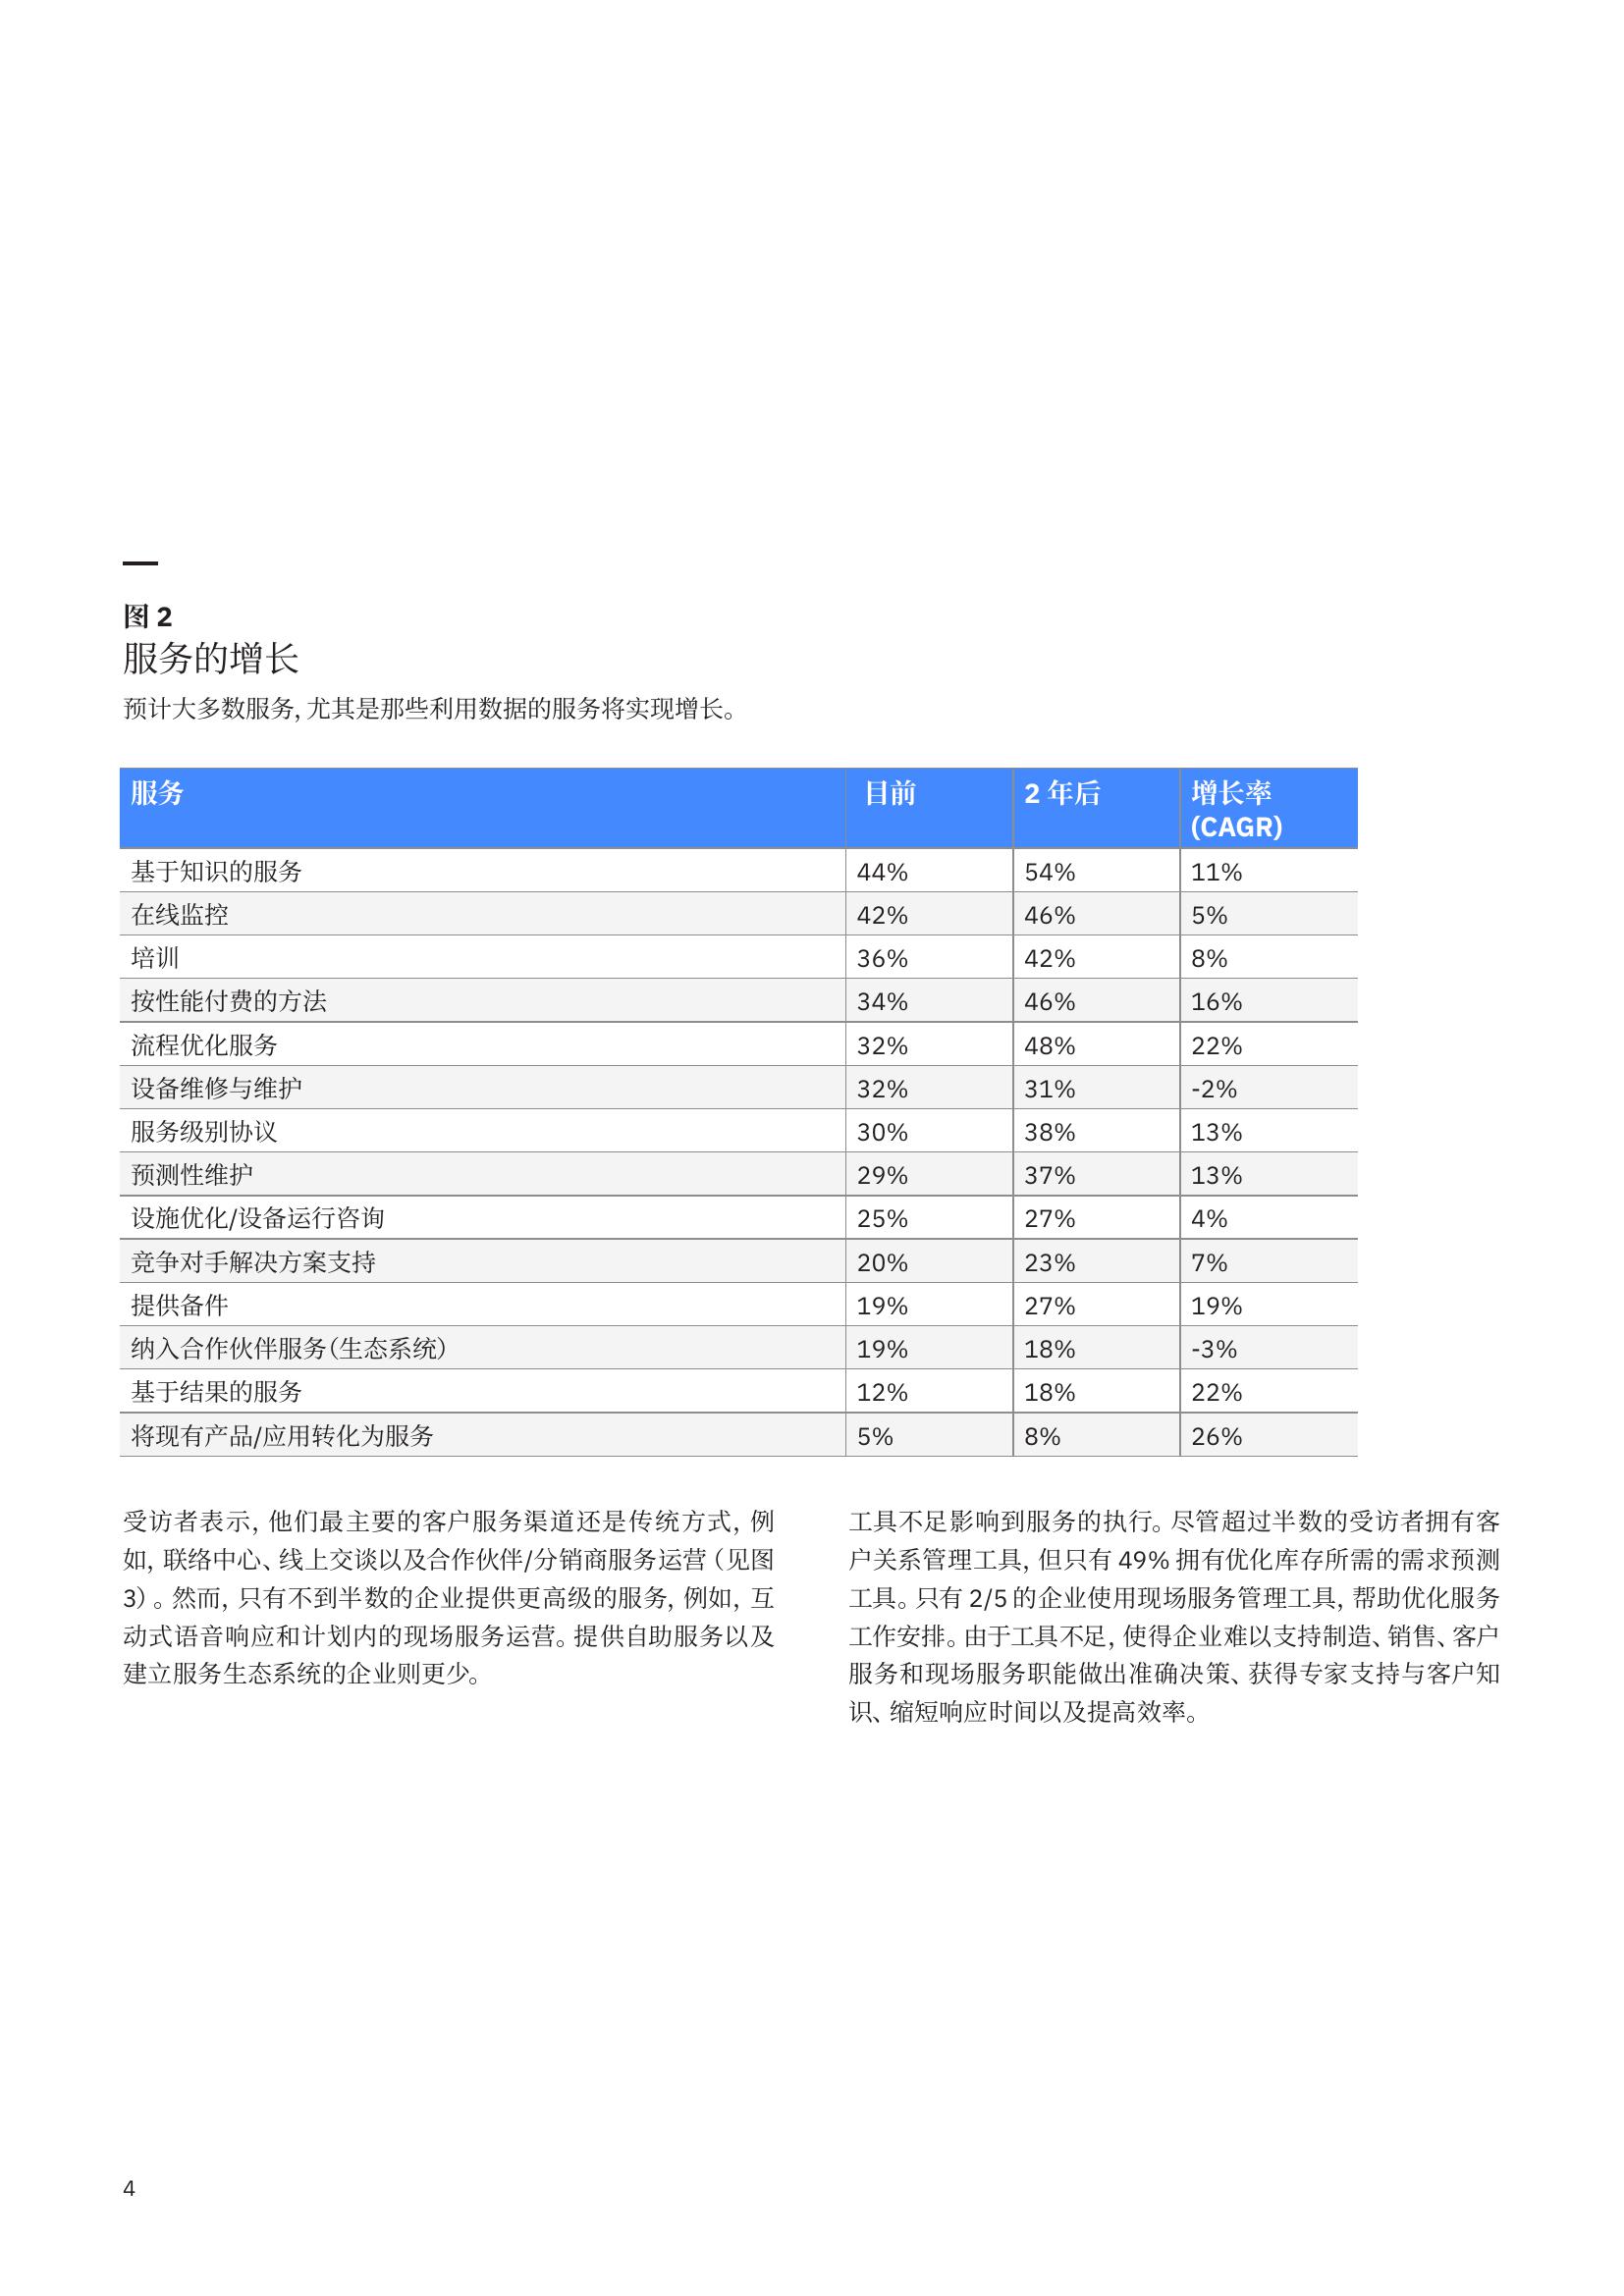 图 2
服务的增长
预计大多数服务, 尤其是那些利用数据的服务将实现增长。
服务 目前 2 年后 增长率
(CAGR)
基于知识的服务 44% 54% 11%
在线监控 42% 46% 5%
培训 36% 42% 8%
按性能付费的方法 34% 46% 16%
流程优化服务 32% 48% 22%
设备维修与维护 32% 31% -2%
服务级别协议 30% 38% 13%
预测性维护 29% 37% 13%
设施优化/设备运行咨询 25% 27% 4%
竞争对手解决方案支持 20% 23% 7%
提供备件 19% 27% 19%
纳入合作伙伴服务（生态系统） 19% 18% -3%
基于结果的服务 12% 18% 22%
将现有产品/应用转化为服务 5% 8% 26%
受访者表示, 他们最主要的客户服务渠道还是传统方式, 例
如, 联络中心、线上交谈以及合作伙伴/分销商服务运营（见图
3）。然而, 只有不到半数的企业提供更高级的服务, 例如, 互
动式语音响应和计划内的现场服务运营。提供自助服务以及
建立服务生态系统的企业则更少。
工具不足影响到服务的执行。尽管超过半数的受访者拥有客
户关系管理工具, 但只有 49% 拥有优化库存所需的需求预测
工具。只有 2/5 的企业使用现场服务管理工具, 帮助优化服务
工作安排。由于工具不足, 使得企业难以支持制造、销售、客户
服务和现场服务职能做出准确决策、获得专家支持与客户知
识、缩短响应时间以及提高效率。
4